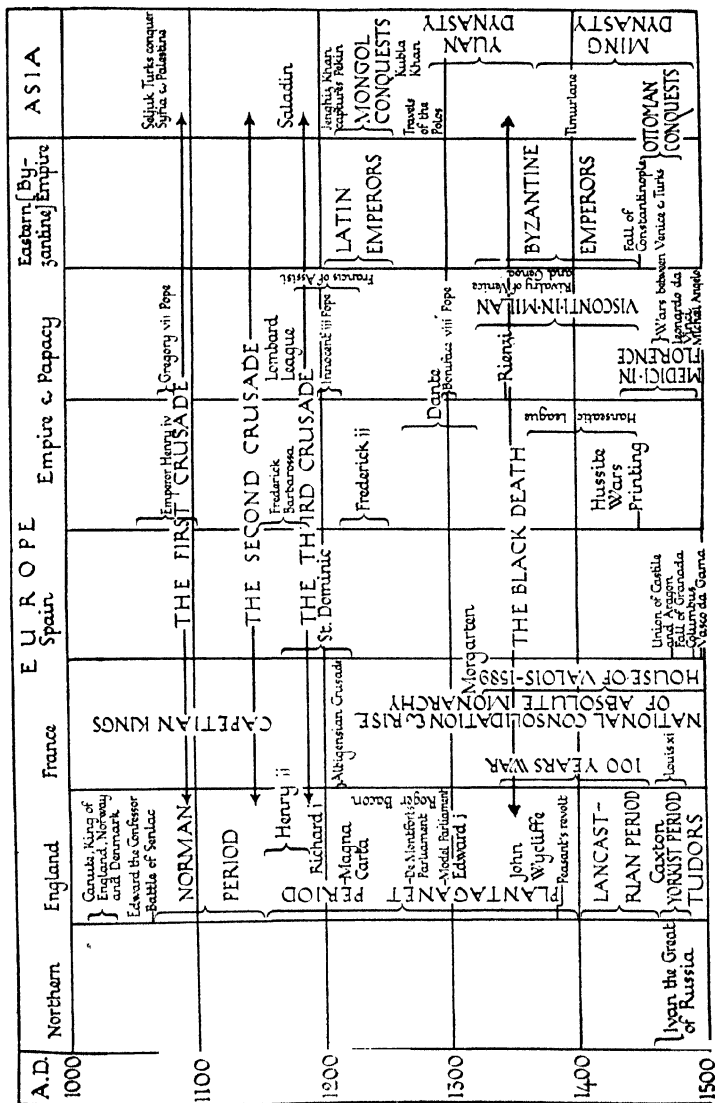 A.D.
1000
1100
1200
1300
1400
1500
EUROPE
Northern
England
France
Spain
Empire & Papacy
Eastern [By-
zantine] Empire
ASIA
Ivan the Great
of Russia
Canute, King of
England, Norway
and Denmark
Edward the Confessor
Battle of Senlac
NORMAN
PERIOD
Henry ii
Richard i
Magna
Carta
PLANTAGANET PERIOD
De Montfort's
Parliament
Model Parliament
Edward j
Roger Bacon
John
Wycliffe
Peasant's revolt
LANCAST-
RIAN PERIOD
Caxton
YORKIST PERIOD
TUDORS
CAPETIAN KINGS
Albigensian Crusade
NATIONAL CONSOLIDATION & RISE
OF ABSOLUTE MONARCHY
HOUSE·OF VALOIS-1589
100 YEARS WAR
Louis xi
THE FIRST CRUSADE
THE SECOND CRUSADE
THE THIRD CRUSADE
St. Dominic
Morgarten
THE BLACK DEATH
Union of Castile
and Aragon
Fall of Granada
Columbus
Vasco da Gama
Emperor Henry iv
Gregory vii Pope
Frederick
Barbarossa
Lombard
League
Innocent iii Pope
Francis of Assisi
Frederick ii
Dante
Boniface viii Pope
Rienzi
Rivalry of Venice
and Genoa
VISCONTI·IN·MILAN
Hanseatic League
Hussite
Wars
Printing
MEDICI·IN
FLORENCE
Wars between Venice & Turks
Leonardo da
Vinci
Michael Angelo
LATIN
EMPERORS
BYZANTINE
EMPERORS
Fall of
Constantinople
OTTOMAN
CONQUESTS
Seljuk Turks conquer
Syria & Palestine
Saladin
Jenghiz Khan
captures Pekin
MONGOL
CONQUESTS
Kubla
Khan
Travels
of the
Polos
YUAN
DYNASTY
Timurlane
MING
DYNASTY